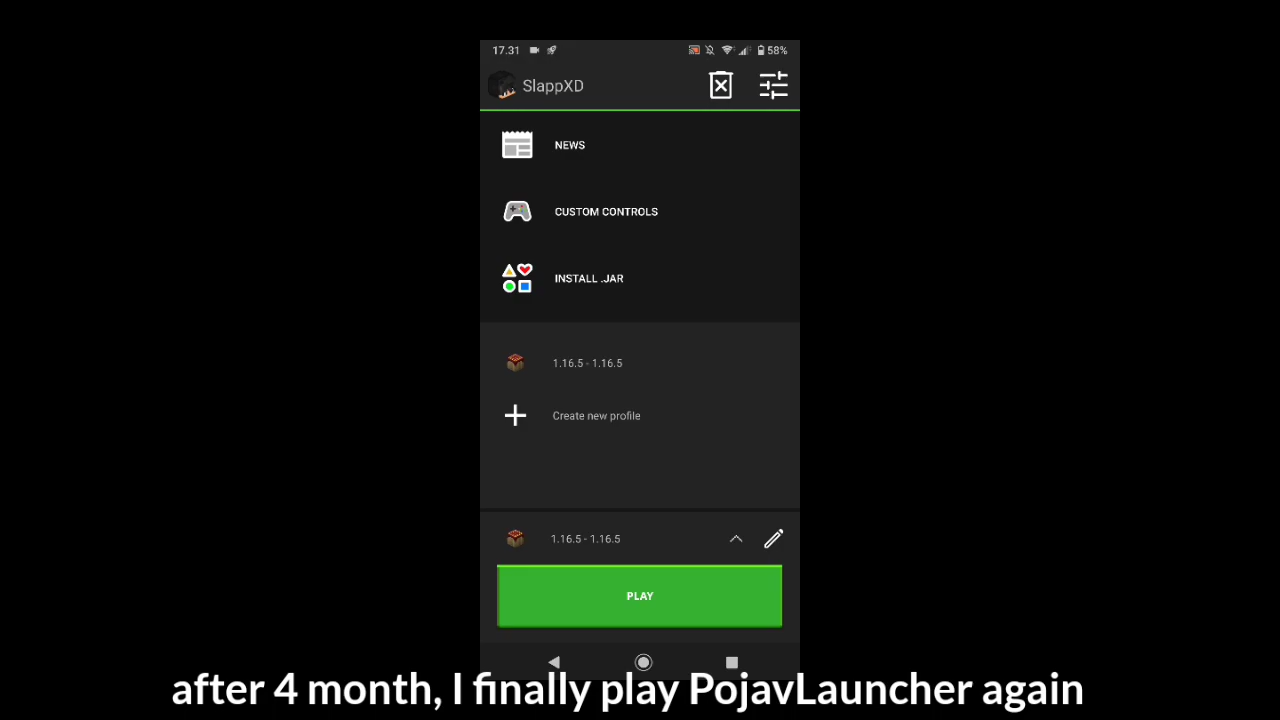 17.31
58%
SlappXD
NEWS
CUSTOM CONTROLS
INSTALL .JAR
1.16.5 - 1.16.5
Create new profile
1.16.5 - 1.16.5
PLAY
after 4 month, I finally play PojavLauncher again